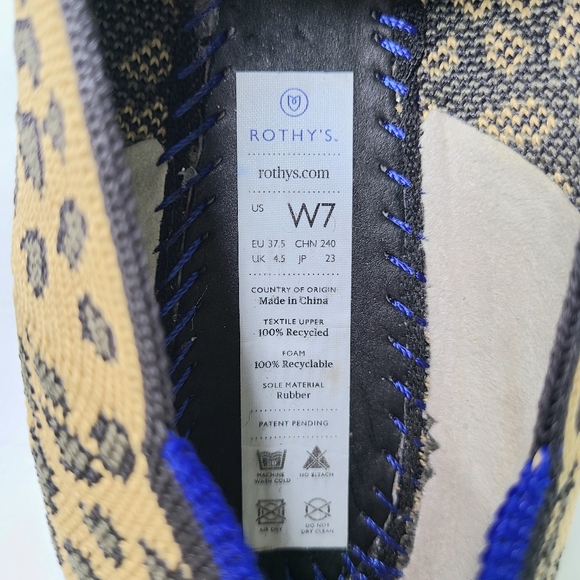 ROTHY'S
rothys.com
US W7
EU 37.5 CHN 240
UK 4.5 JP 23
COUNTRY OF ORIGIN
Made in China
TEXTILE UPPER
100% Recycled
FOAM
100% Recyclable
SOLE MATERIAL
Rubber
PATENT PENDING
MACHINE WASH COLD
NO BLEACH
AIR DRY
DO NOT DRY CLEAN